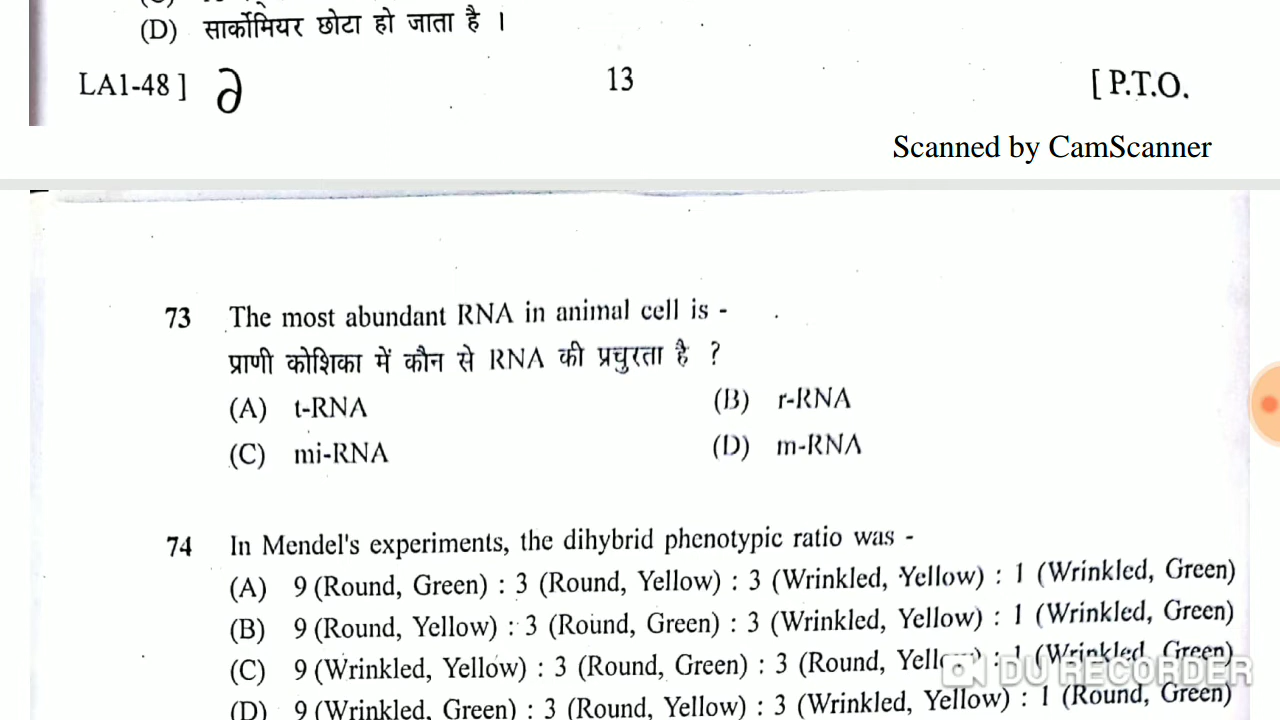 (D) सार्कोमियर छोटा हो जाता है ।
LA1-48 ] 13 [ P.T.O.
Scanned by CamScanner
73 The most abundant RNA in animal cell is -
प्राणी कोशिका में कौन से RNA की प्रचुरता है ?
(A) t-RNA (B) r-RNA
(C) mi-RNA (D) m-RNA
74 In Mendel's experiments, the dihybrid phenotypic ratio was -
(A) 9 (Round, Green) : 3 (Round, Yellow) : 3 (Wrinkled, Yellow) : 1 (Wrinkled, Green)
(B) 9 (Round, Yellow) : 3 (Round, Green) : 3 (Wrinkled, Yellow) : 1 (Wrinkled, Green)
(C) 9 (Wrinkled, Yellow) : 3 (Round, Green) : 3 (Round, Yellow) : 1 (Wrinkled, Green)
DU RECORDER
(D) 9 (Wrinkled, Green) : 3 (Round, Yellow) : 3 (Wrinkled, Yellow) : 1 (Round, Green)